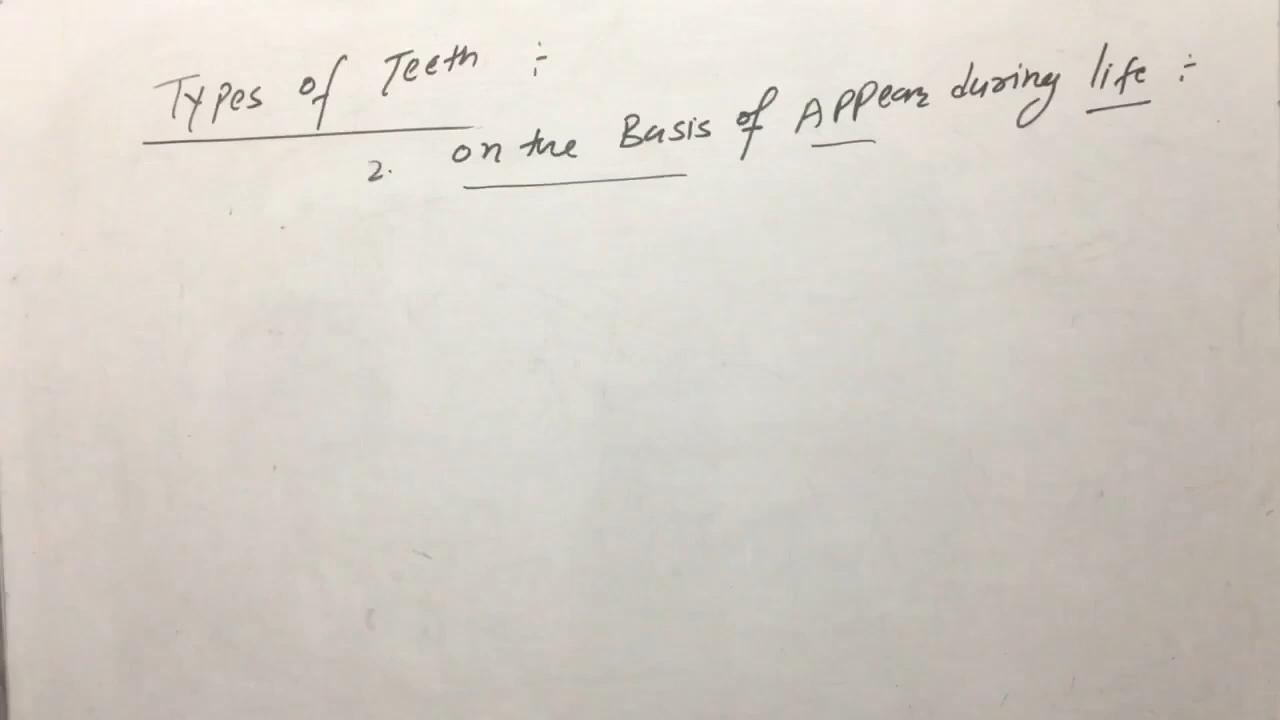 Types of Teeth :-
2. on the Basis of Appear during life :-